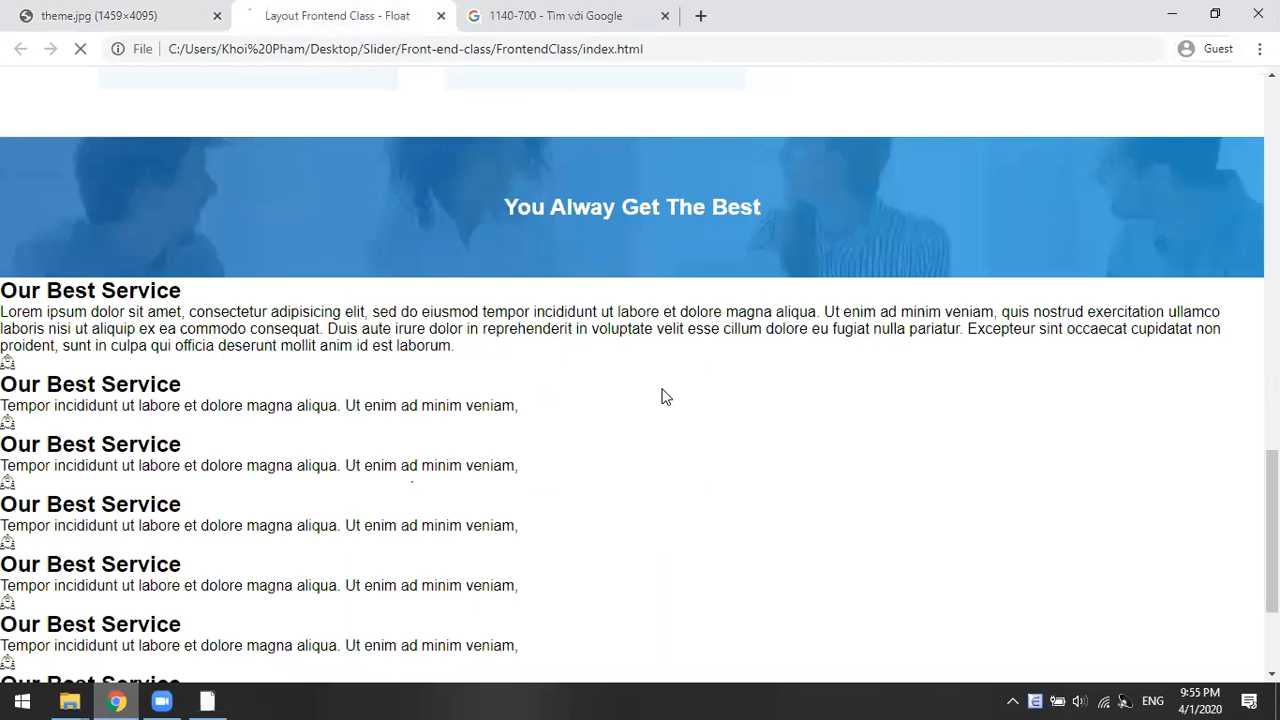 theme.jpg (1459×4095)
Layout Frontend Class - Float
1140-700 - Tìm với Google
File
C:/Users/Khoi%20Pham/Desktop/Slider/Front-end-class/FrontendClass/index.html
Guest
You Alway Get The Best
Our Best Service
Lorem ipsum dolor sit amet, consectetur adipisicing elit, sed do eiusmod tempor incididunt ut labore et dolore magna aliqua. Ut enim ad minim veniam, quis nostrud exercitation ullamco
laboris nisi ut aliquip ex ea commodo consequat. Duis aute irure dolor in reprehenderit in voluptate velit esse cillum dolore eu fugiat nulla pariatur. Excepteur sint occaecat cupidatat non
proident, sunt in culpa qui officia deserunt mollit anim id est laborum.
Our Best Service
Tempor incididunt ut labore et dolore magna aliqua. Ut enim ad minim veniam,
Our Best Service
Tempor incididunt ut labore et dolore magna aliqua. Ut enim ad minim veniam,
Our Best Service
Tempor incididunt ut labore et dolore magna aliqua. Ut enim ad minim veniam,
Our Best Service
Tempor incididunt ut labore et dolore magna aliqua. Ut enim ad minim veniam,
Our Best Service
Tempor incididunt ut labore et dolore magna aliqua. Ut enim ad minim veniam,
Our Best Service
ENG
9:55 PM
4/1/2020